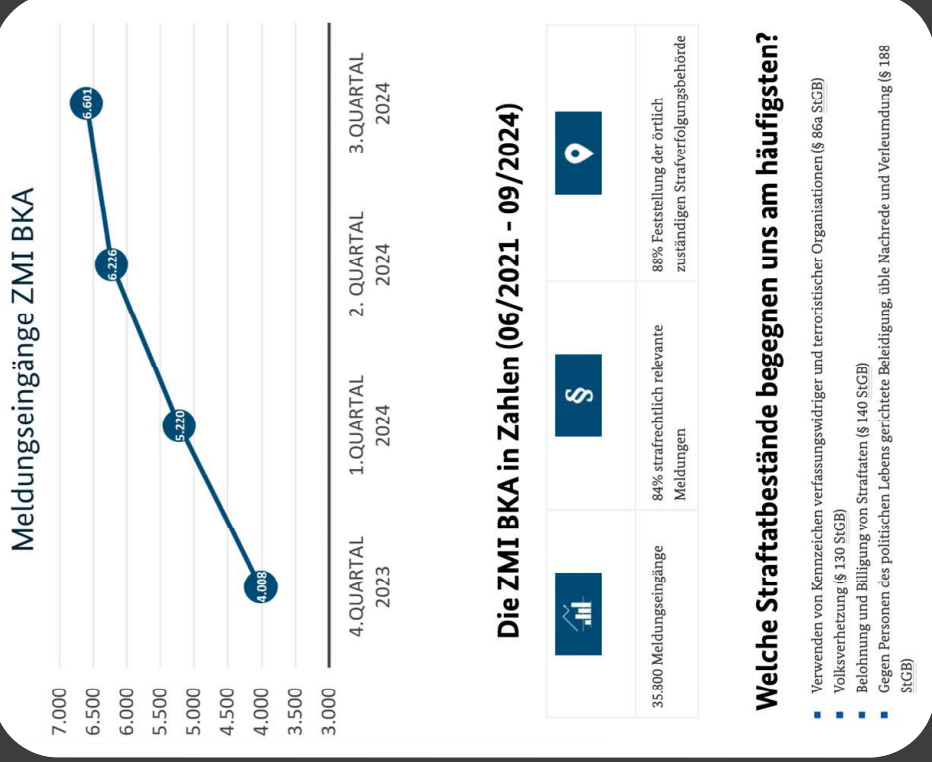 Meldungseingänge ZMI BKA
7.000
6.500
6.000
5.500
5.000
4.500
4.000
3.500
3.000
4.008
5.220
6.226
6.601
4.QUARTAL
2023
1.QUARTAL
2024
2. QUARTAL
2024
3.QUARTAL
2024
Die ZMI BKA in Zahlen (06/2021 - 09/2024)
§
35.800 Meldungseingänge
84% strafrechtlich relevante
Meldungen
88% Feststellung der örtlich
zuständigen Strafverfolgungsbehörde
Welche Straftatbestände begegnen uns am häufigsten?
Verwenden von Kennzeichen verfassungswidriger und terroristischer Organisationen (§ 86a StGB)
Volksverhetzung (§ 130 StGB)
Belohnung und Billigung von Straftaten (§ 140 StGB)
Gegen Personen des politischen Lebens gerichtete Beleidigung, üble Nachrede und Verleumdung (§ 188
StGB)